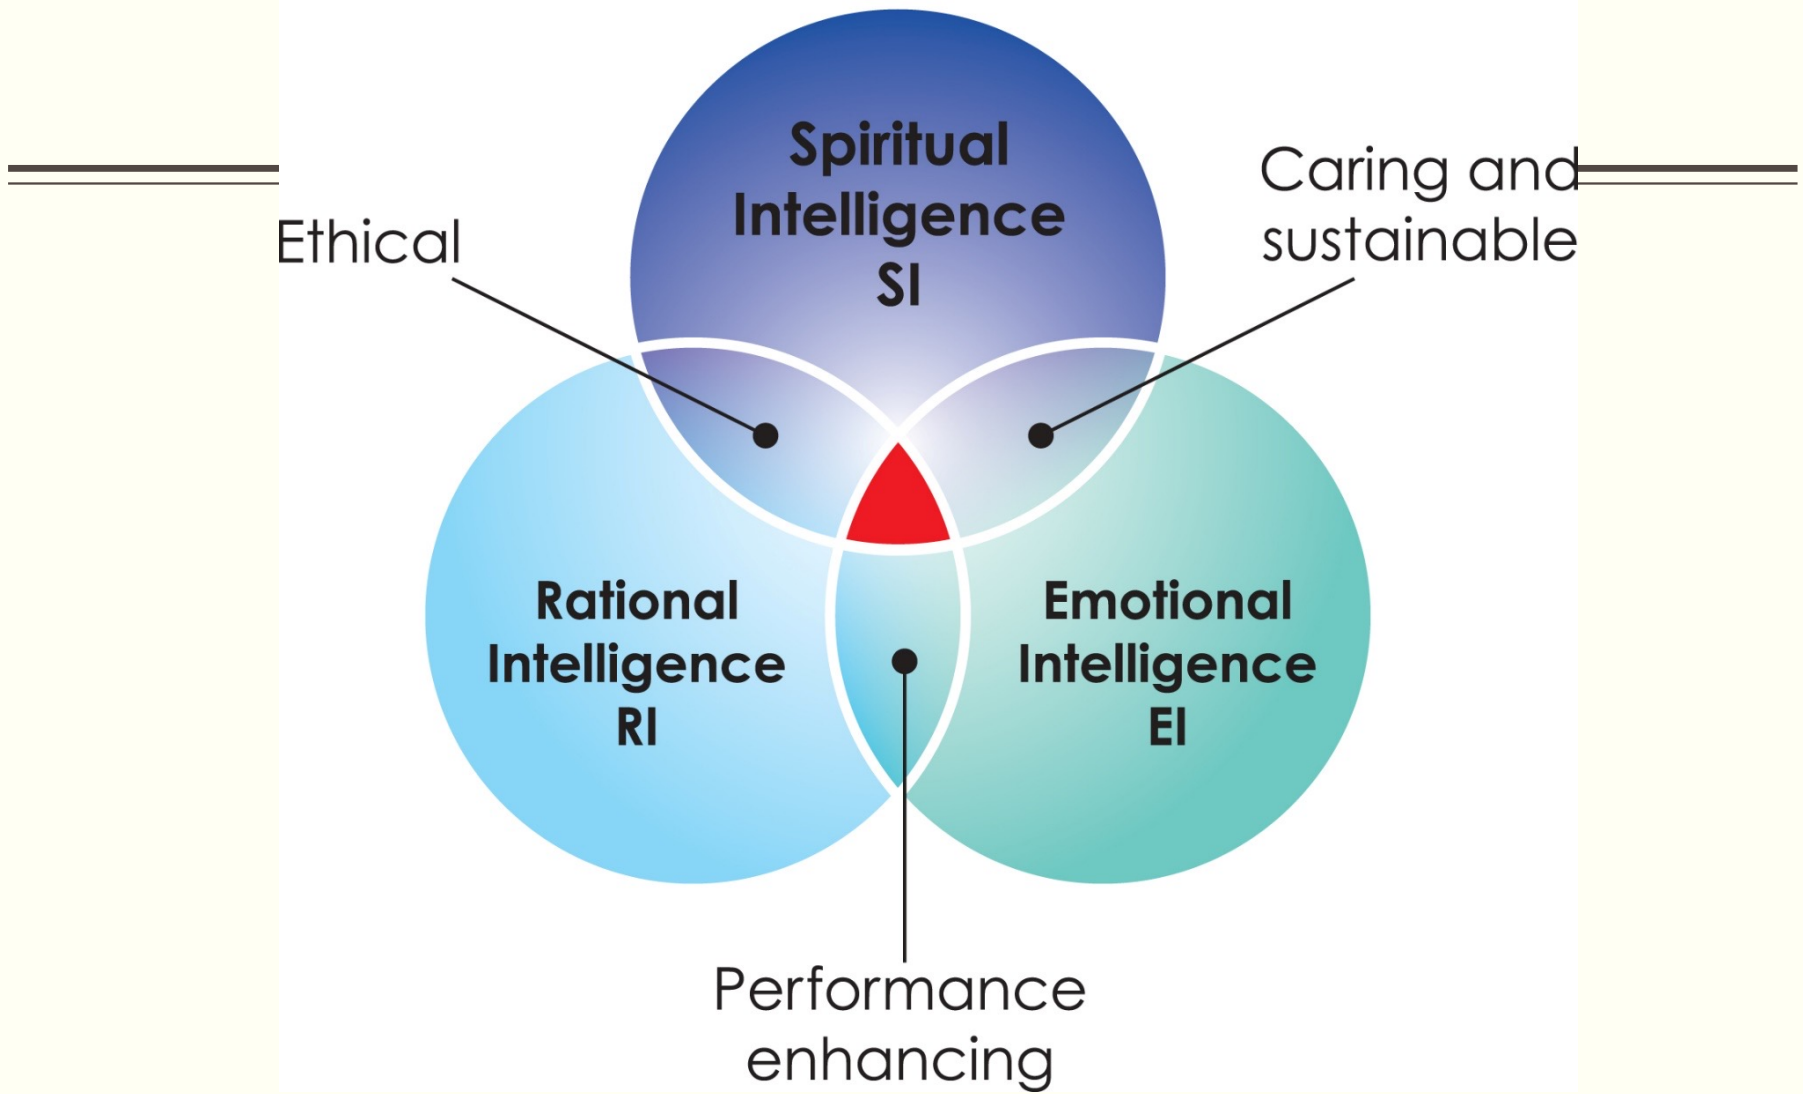 Spiritual
Intelligence
SI
Ethical
Caring and
sustainable
Rational
Intelligence
RI
Emotional
Intelligence
EI
Performance
enhancing